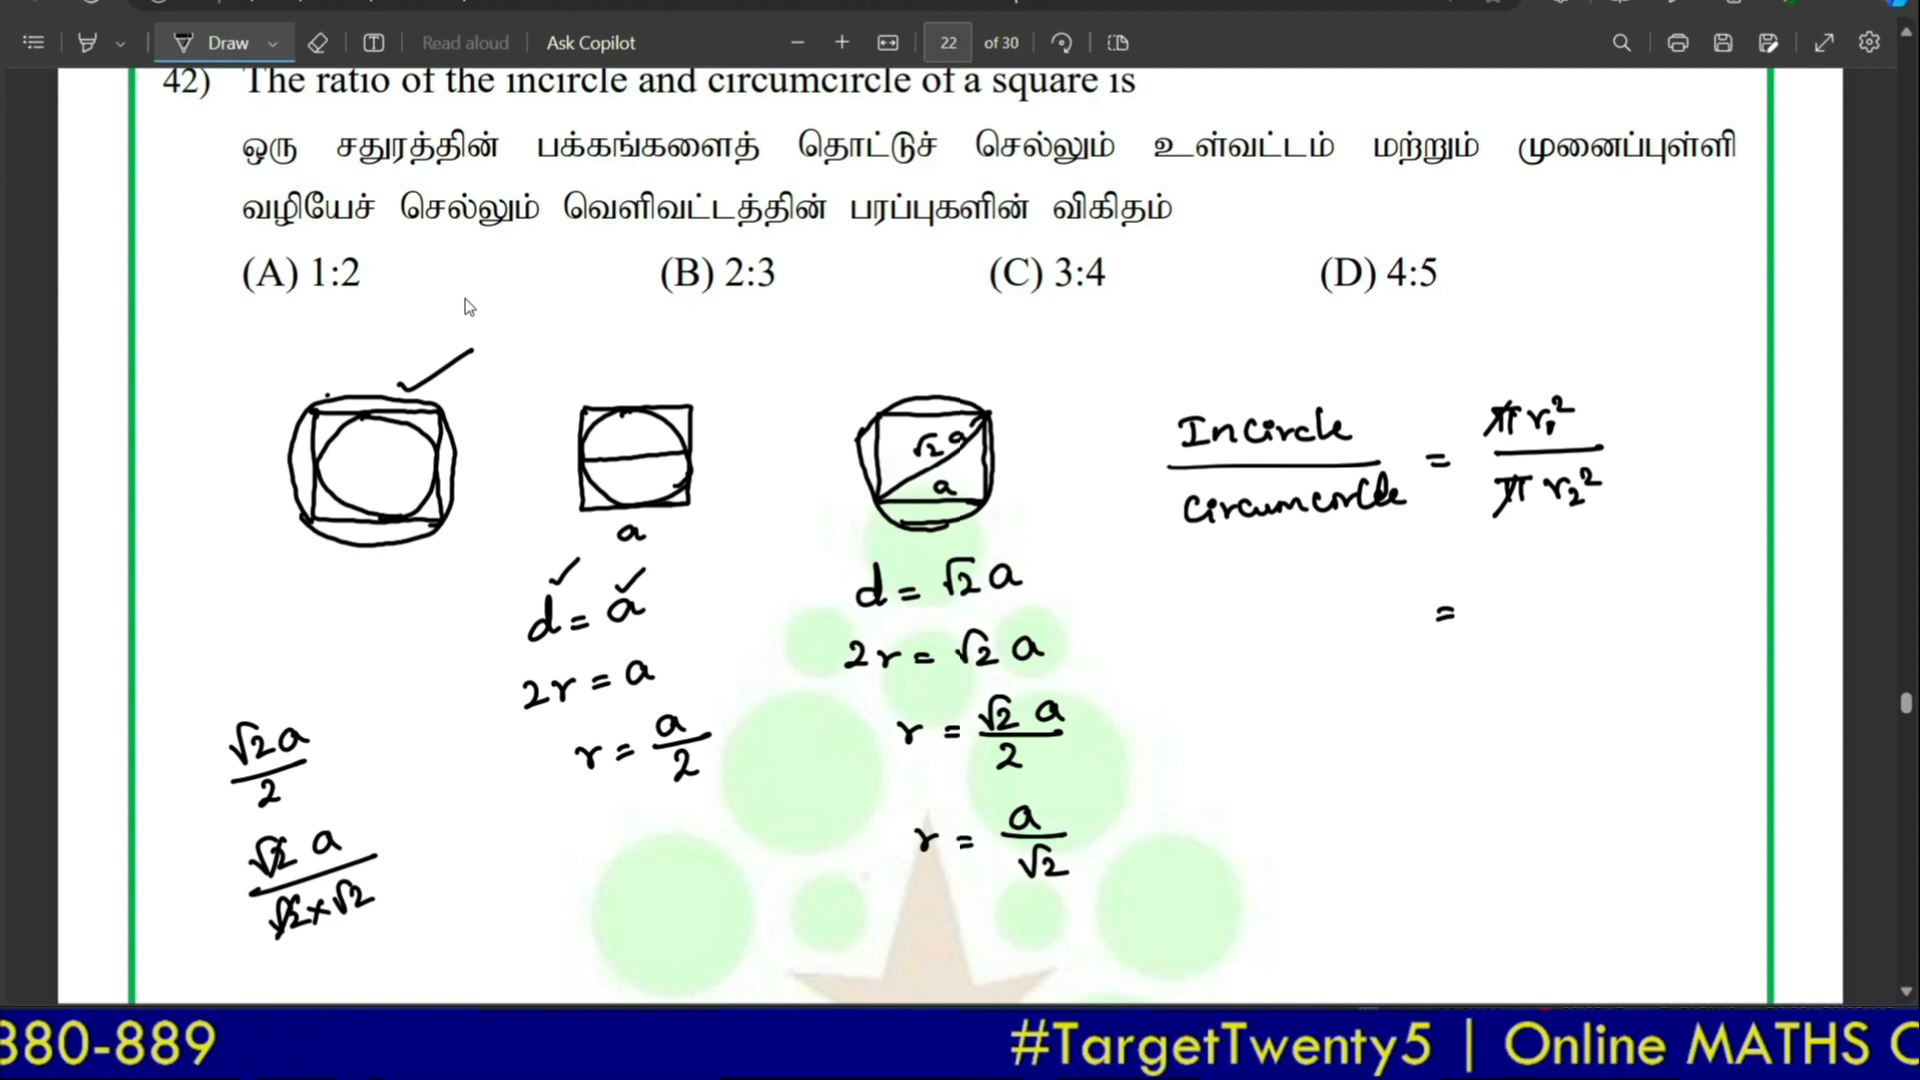 Draw
Read aloud
Ask Copilot
22
of 30
42) The ratio of the incircle and circumcircle of a square is
ஒரு சதுரத்தின் பக்கங்களைத் தொட்டுச் செல்லும் உள்வட்டம் மற்றும் முனைப்புள்ளி
வழியேச் செல்லும் வெளிவட்டத்தின் பரப்புகளின் விகிதம்
(A) 1:2 (B) 2:3 (C) 3:4 (D) 4:5
a
d = a
2r = a
r = a/2
√2 a
a
d = √2 a
2r = √2 a
r = √2 a / 2
r = a/√2
Incircle / circumcircle = πr₁² / πr₂²
=
√2a / 2
√2 a / √2×√2
380-889
#TargetTwenty5 | Online MATHS C